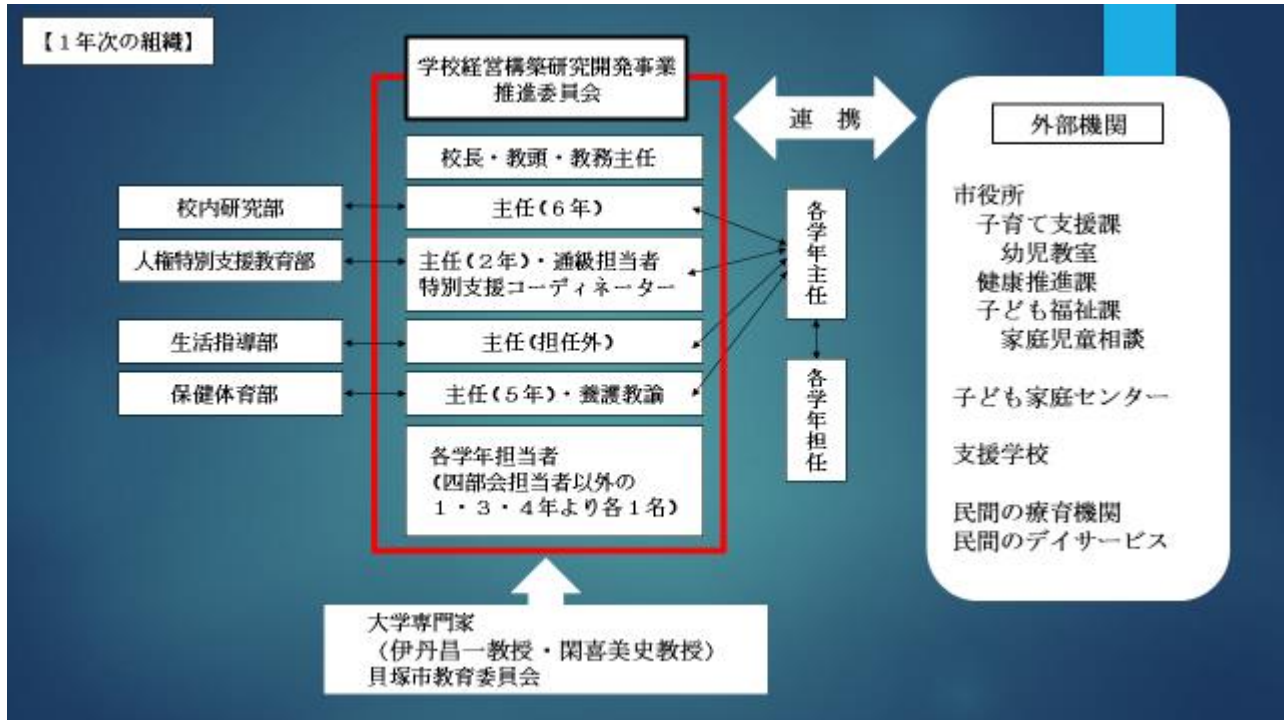 【１年次の組織】
学校経営構築研究開発事業
推進委員会
校長・教頭・教務主任
校内研究部
主任(６年)
人権特別支援教育部
主任(２年)・通級担当者
特別支援コーディネーター
生活指導部
主任(担任外)
保健体育部
主任(５年)・養護教諭
各学年担当者
(四部会担当者以外の
１・３・４年より各１名)
各学年主任
各学年担任
連　携
外部機関
市役所
子育て支援課
幼児教室
健康推進課
子ども福祉課
家庭児童相談
子ども家庭センター
支援学校
民間の療育機関
民間のデイサービス
大学専門家
（伊丹昌一教授・閑喜美史教授）
貝塚市教育委員会